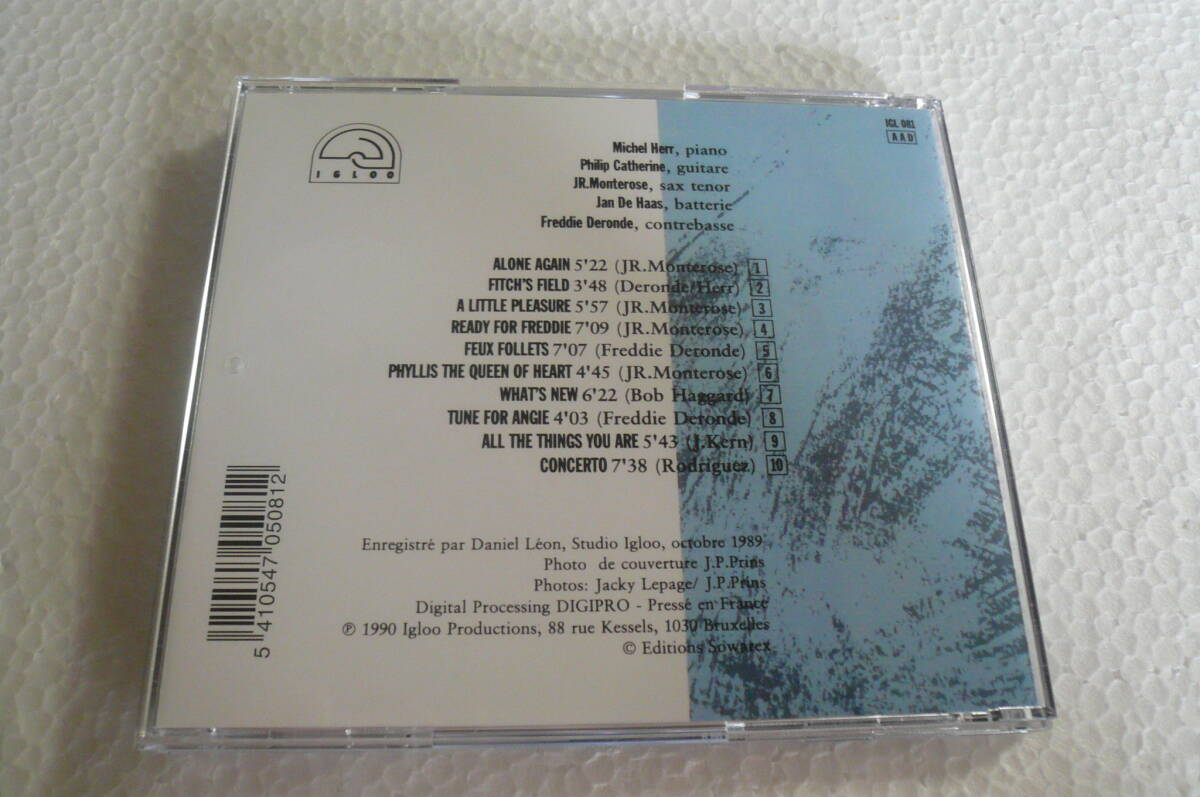 IGLOO
IGL 081
AAD
Michel Herr, piano
Philip Catherine, guitare
JR.Monterose, sax tenor
Jan De Haas, batterie
Freddie Deronde, contrebasse
ALONE AGAIN 5'22 (JR.Monterose) 1
FITCH'S FIELD 3'48 (Deronde/Herr) 2
A LITTLE PLEASURE 5'57 (JR.Monterose) 3
READY FOR FREDDIE 7'09 (JR.Monterose) 4
FEUX FOLLETS 7'07 (Freddie Deronde) 5
PHYLLIS THE QUEEN OF HEART 4'45 (JR.Monterose) 6
WHAT'S NEW 6'22 (Bob Haggard) 7
TUNE FOR ANGIE 4'03 (Freddie Deronde) 8
ALL THE THINGS YOU ARE 5'43 (J.Kern) 9
CONCERTO 7'38 (Rodriguez) 10
Enregistré par Daniel Léon, Studio Igloo, octobre 1989
Photo de couverture J.P.Prins
Photos: Jacky Lepage/ J.P.Prins
Digital Processing DIGIPRO - Pressé en France
℗ 1990 Igloo Productions, 88 rue Kessels, 1030 Bruxelles
© Editions Sowarex
5 410547 050812